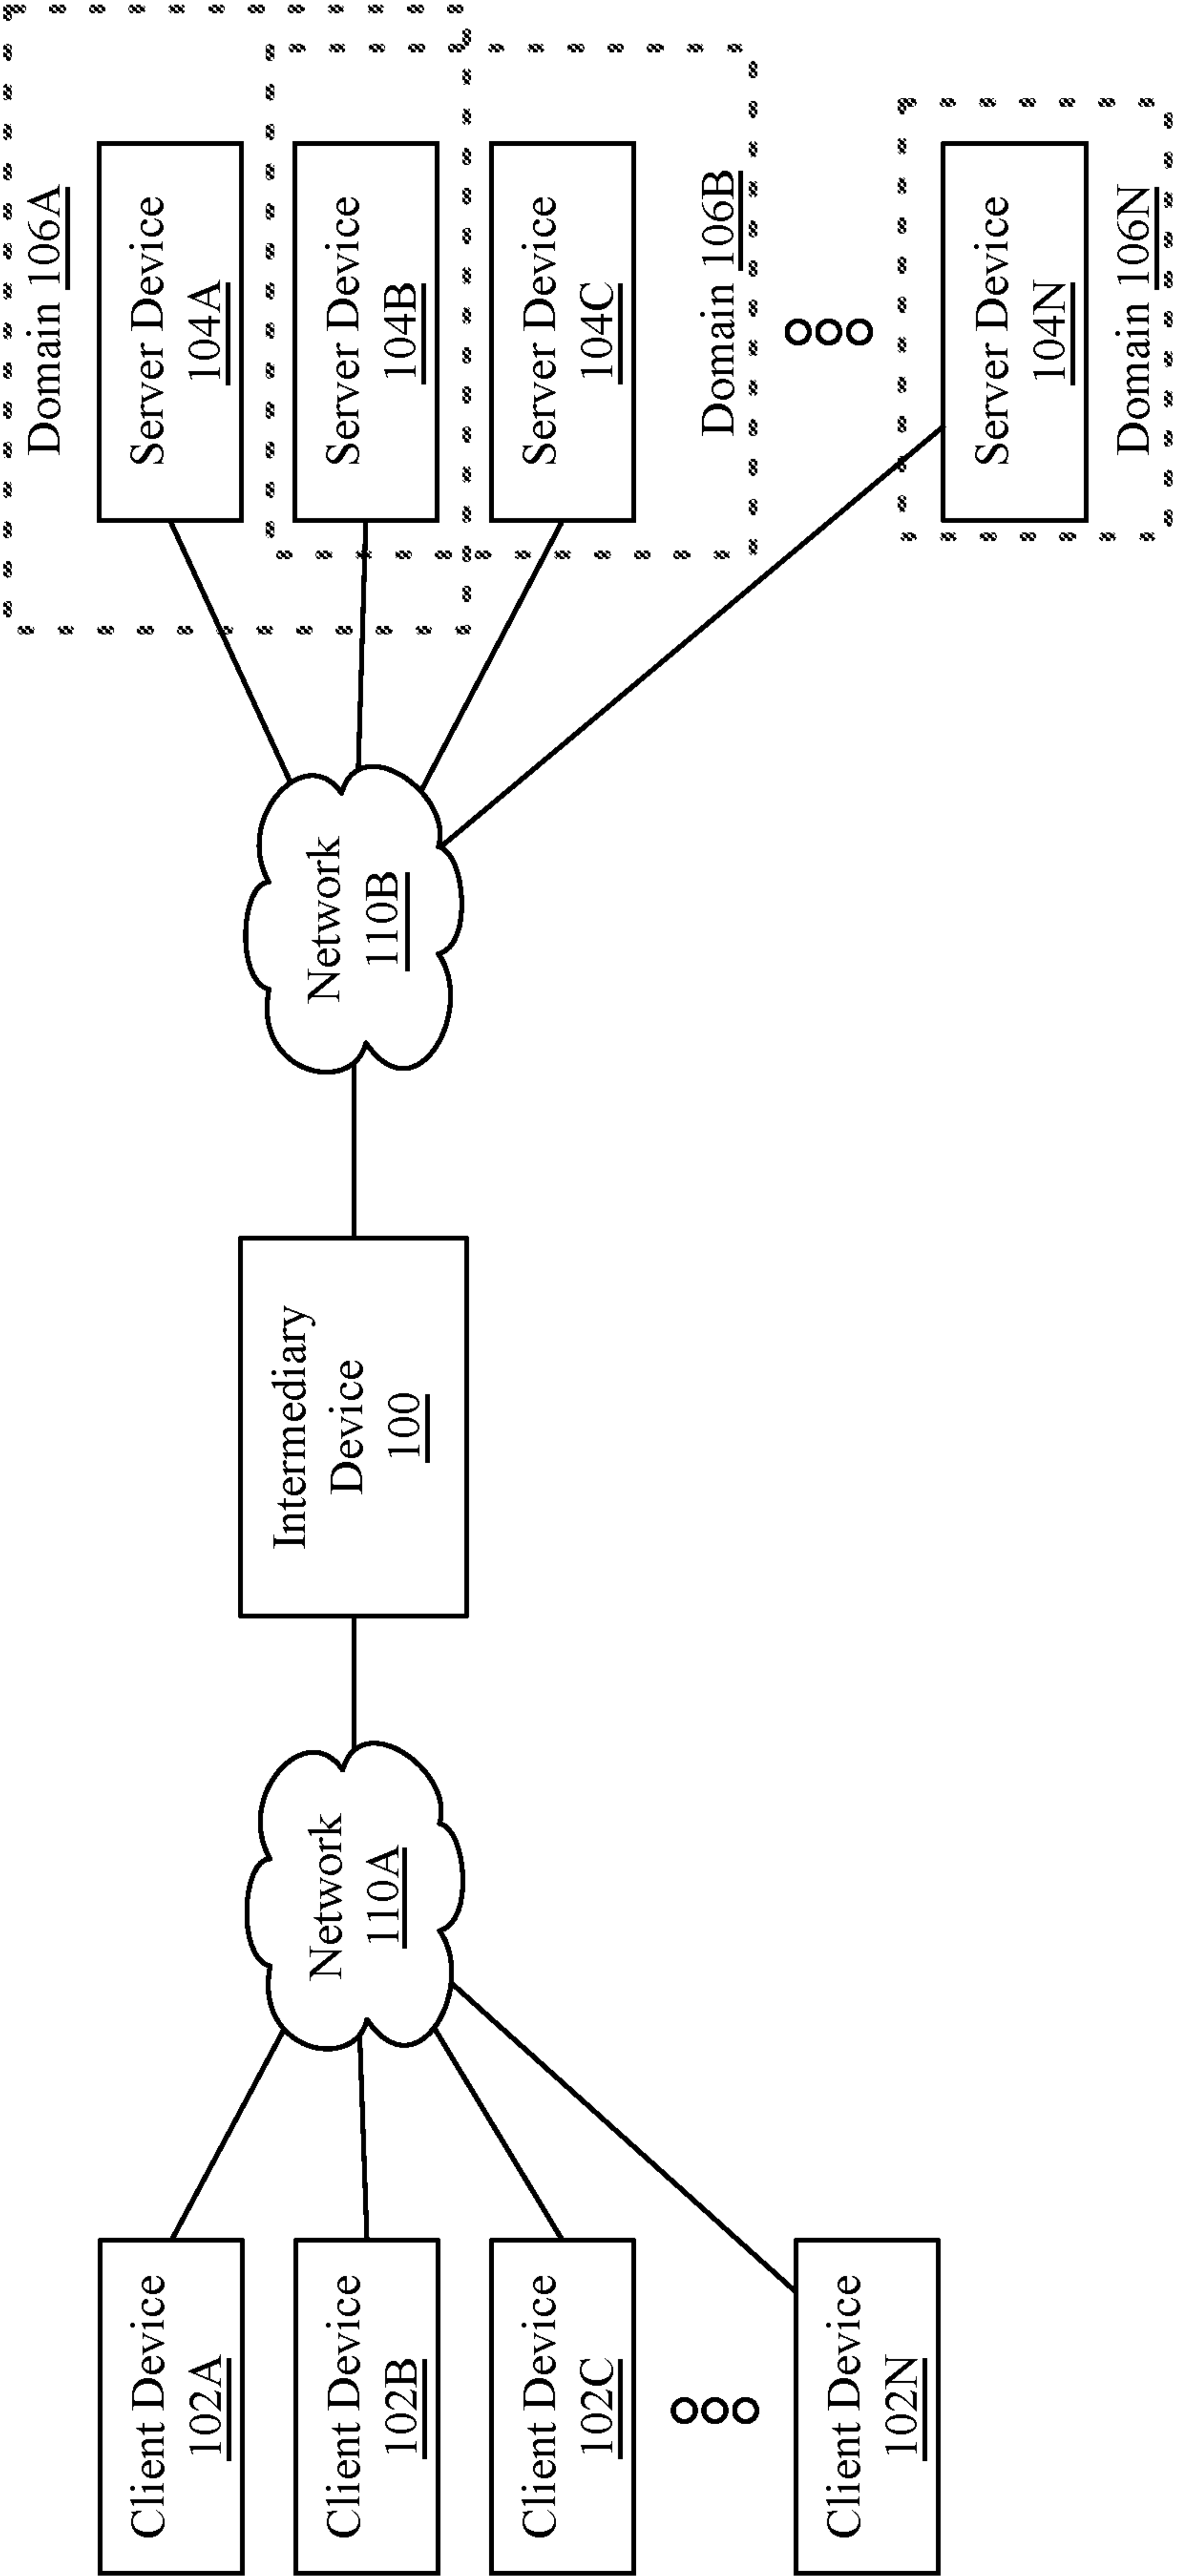 Client Device
102A
Client Device
102B
Client Device
102C
Client Device
102N
Network
110A
Intermediary
Device
100
Network
110B
Domain 106A
Server Device
104A
Server Device
104B
Server Device
104C
Domain 106B
Server Device
104N
Domain 106N